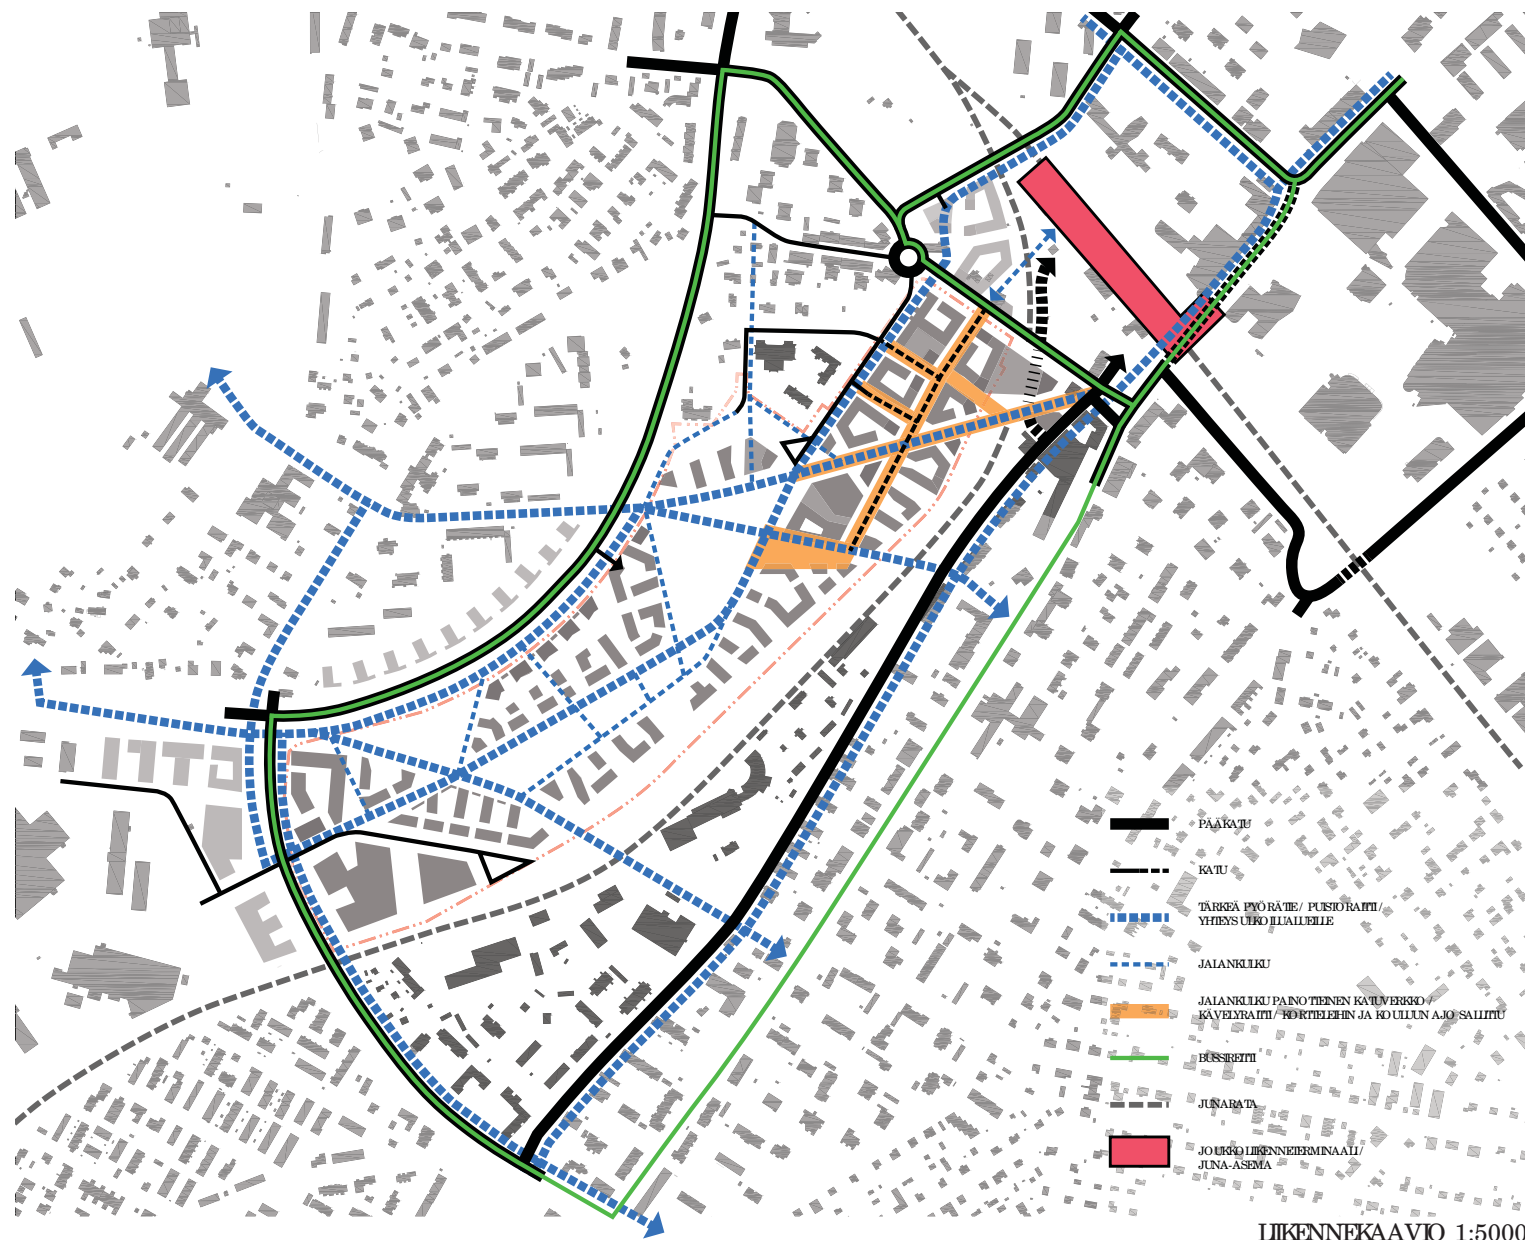 PÄÄKATU
KATU
TÄRKEÄ PYÖRÄTIE / PUISTORAITTI /
YHTEYS ULKOILUALUEILLE
JALANKULKU
JALANKULKUPAINOTTEINEN KATUVERKKO /
KÄVELYRAITTI / KORTTELEIHIN JA KOULUUN AJO SALLITTU
BUSSIREITTI
JUNARATA
JOUKKOLIIKENNETERMINAALI /
JUNA-ASEMA
LIIKENNEKAAVIO 1:5000